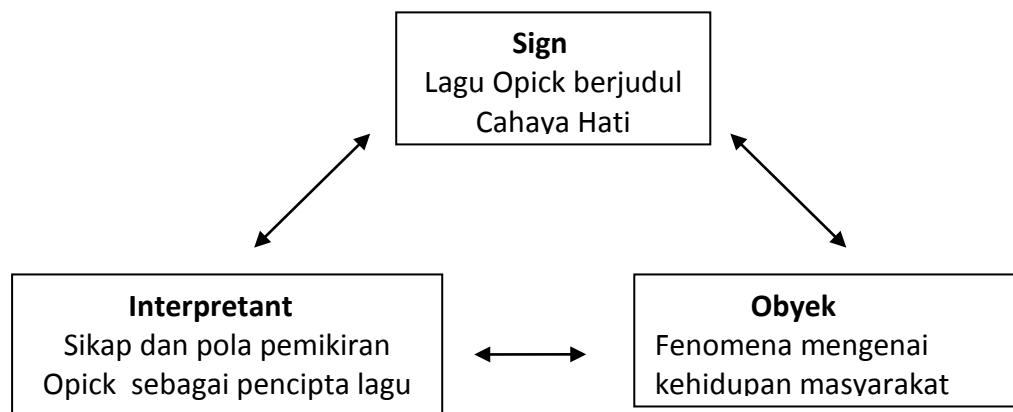 Sign
Lagu Opick berjudul
Cahaya Hati
Interpretant
Sikap dan pola pemikiran
Opick sebagai pencipta lagu
Obyek
Fenomena mengenai
kehidupan masyarakat